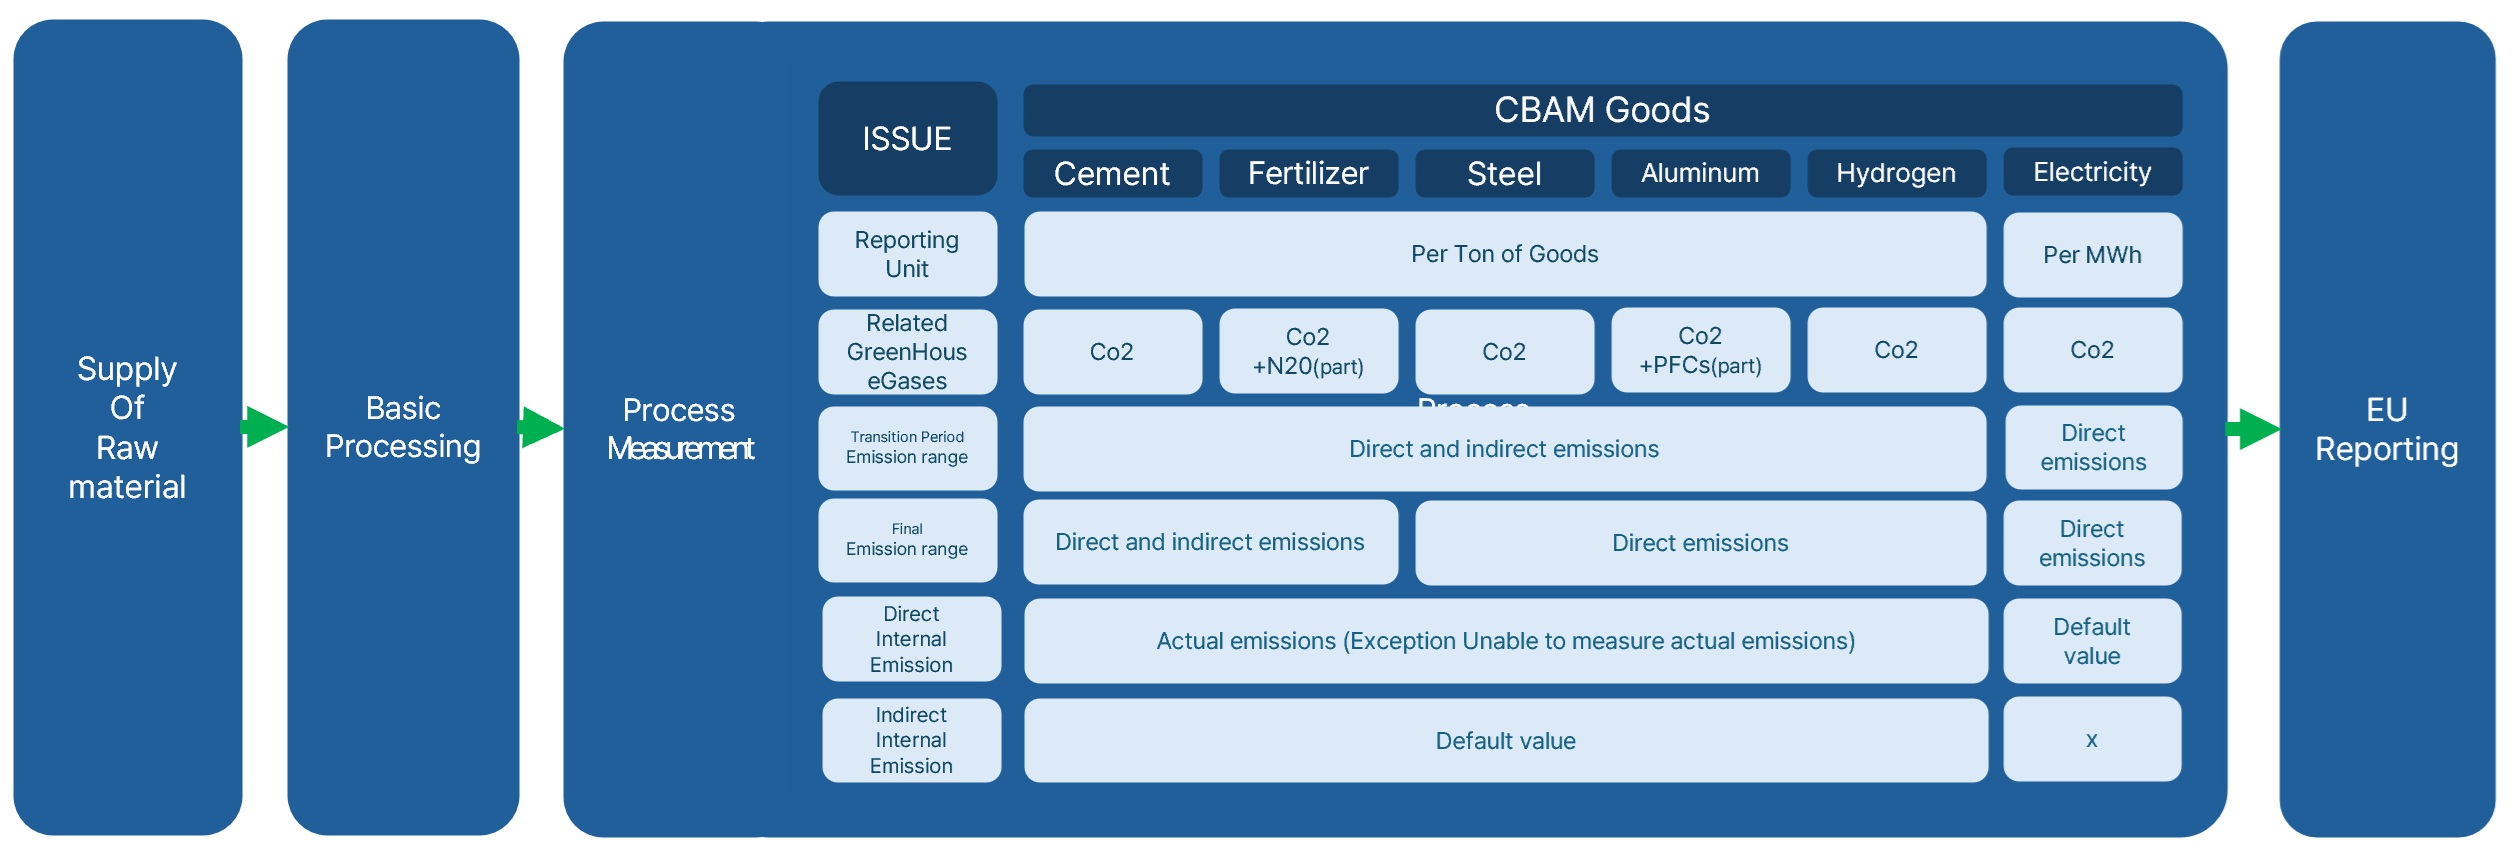 Supply
Of
Raw
material
Basic
Processing
Process
Measurement
ISSUE
CBAM Goods
Cement
Fertilizer
Steel
Aluminum
Hydrogen
Electricity
Reporting
Unit
Per Ton of Goods
Per MWh
Related
GreenHous
eGases
Co2
Co2
+N20(part)
Co2
Co2
+PFCs(part)
Co2
Co2
Process
Transition Period
Emission range
Direct and indirect emissions
Direct
emissions
Final
Emission range
Direct and indirect emissions
Direct emissions
Direct
emissions
Direct
Internal
Emission
Actual emissions (Exception Unable to measure actual emissions)
Default
value
Indirect
Internal
Emission
Default value
x
EU
Reporting